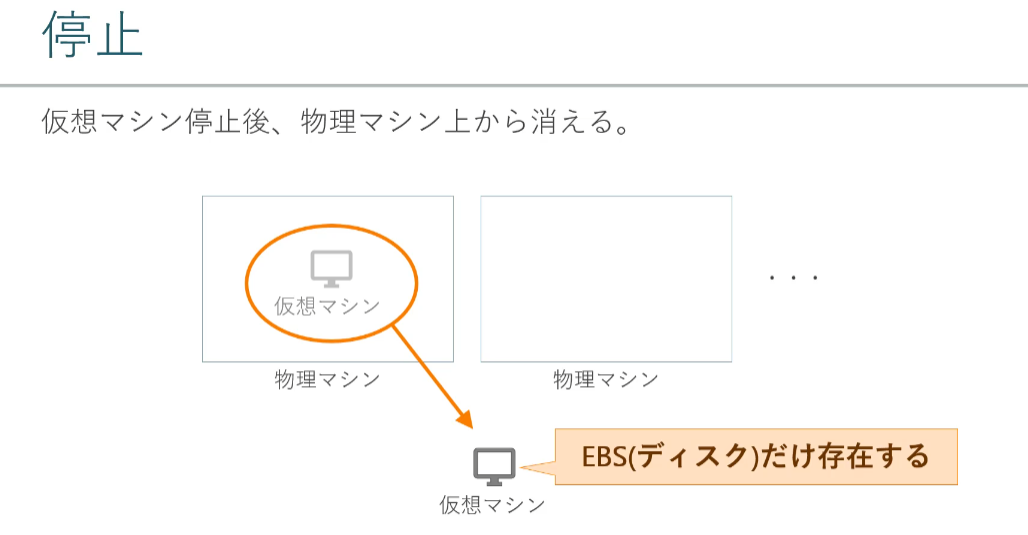 停止
仮想マシン停止後、物理マシン上から消える。
仮想マシン
・・・
物理マシン
物理マシン
EBS(ディスク)だけ存在する
仮想マシン